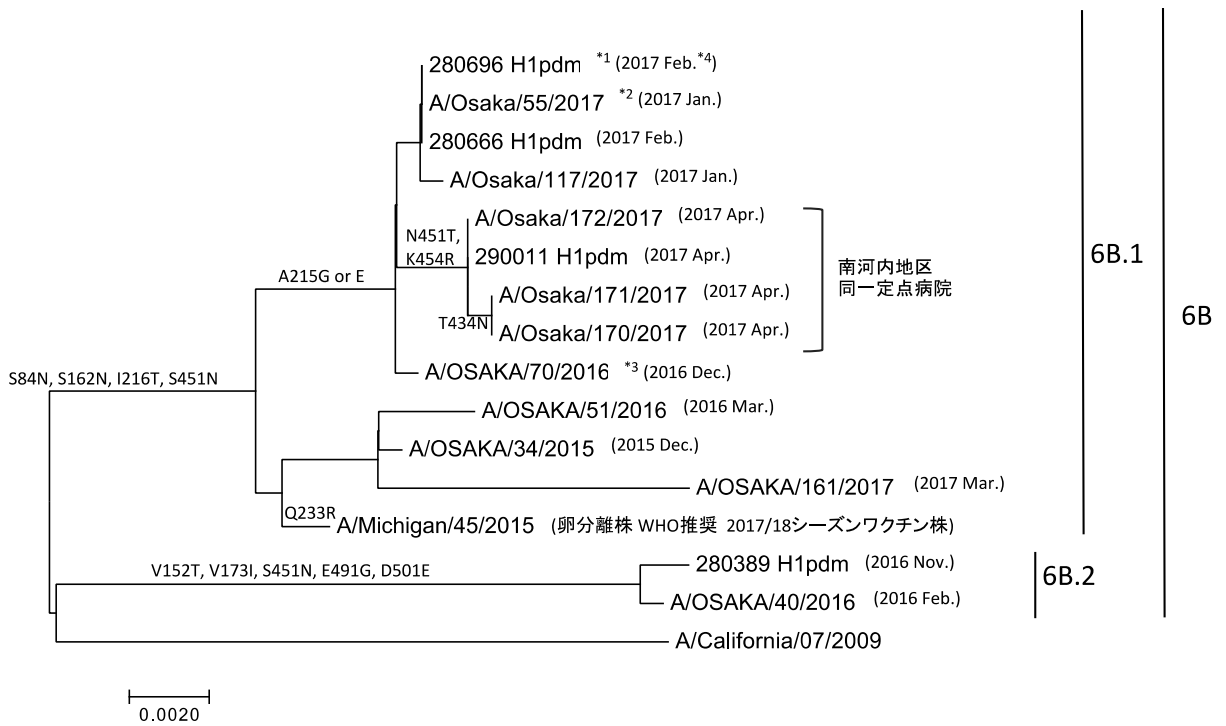 280696 H1pdm *1 (2017 Feb.*4)
A/Osaka/55/2017 *2 (2017 Jan.)
280666 H1pdm (2017 Feb.)
A/Osaka/117/2017 (2017 Jan.)
A/Osaka/172/2017 (2017 Apr.)
N451T,
K454R
290011 H1pdm (2017 Apr.)
南河内地区
同一定点病院
6B.1
A215G or E
A/Osaka/171/2017 (2017 Apr.)
6B
T434N
A/Osaka/170/2017 (2017 Apr.)
A/OSAKA/70/2016 *3 (2016 Dec.)
S84N, S162N, I216T, S451N
A/OSAKA/51/2016 (2016 Mar.)
A/OSAKA/34/2015 (2015 Dec.)
A/OSAKA/161/2017 (2017 Mar.)
Q233R
A/Michigan/45/2015 (卵分離株 WHO推奨 2017/18シーズンワクチン株)
V152T, V173I, S451N, E491G, D501E
280389 H1pdm (2016 Nov.)
6B.2
A/OSAKA/40/2016 (2016 Feb.)
A/California/07/2009
0.0020